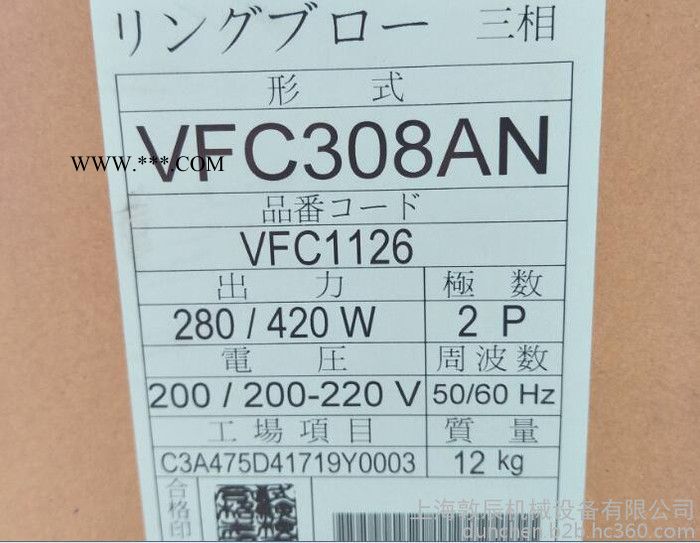 リングブロー 三相
形 式
VFC308AN
WWW.***.COM
品番コード
VFC1126
出 力 極 数
280 / 420 W 2 P
電 圧 周波数
200 / 200-220 V 50/60 Hz
工場項目 質 量
C3A475D41719Y0003 12 kg
合格印
上海敦辰机械设备有限公司
dunchen.b2b.hc360.com